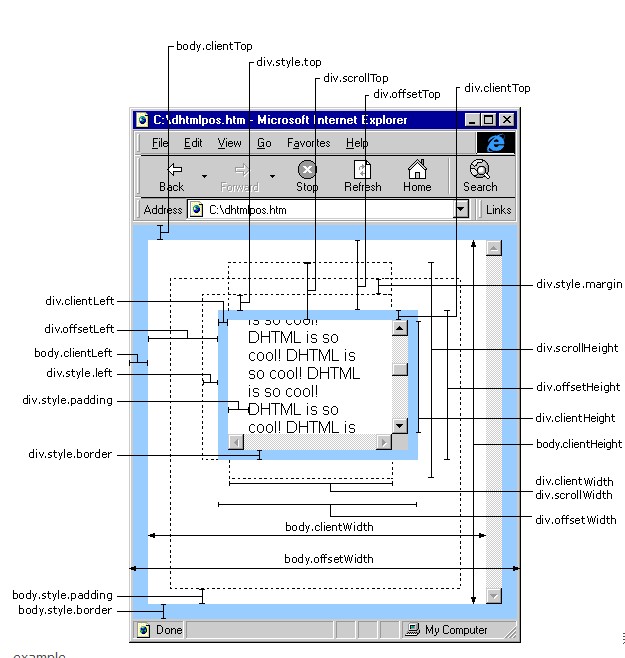 body.clientTop
div.style.top
div.scrollTop
div.offsetTop
div.clientTop
C:\dhtmlpos.htm - Microsoft Internet Explorer
File Edit View Go Favorites Help
Back Forward Stop Refresh Home Search
Address C:\dhtmlpos.htm Links
div.style.margin
div.clientLeft
div.offsetLeft
body.clientLeft
div.style.left
div.style.padding
div.style.border
is so cool!
DHTML is so
cool! DHTML is
so cool! DHTML
is so cool!
DHTML is so
cool! DHTML is
div.scrollHeight
div.offsetHeight
div.clientHeight
body.clientHeight
div.clientWidth
div.scrollWidth
div.offsetWidth
body.clientWidth
body.offsetWidth
body.style.padding
body.style.border
Done My Computer
example